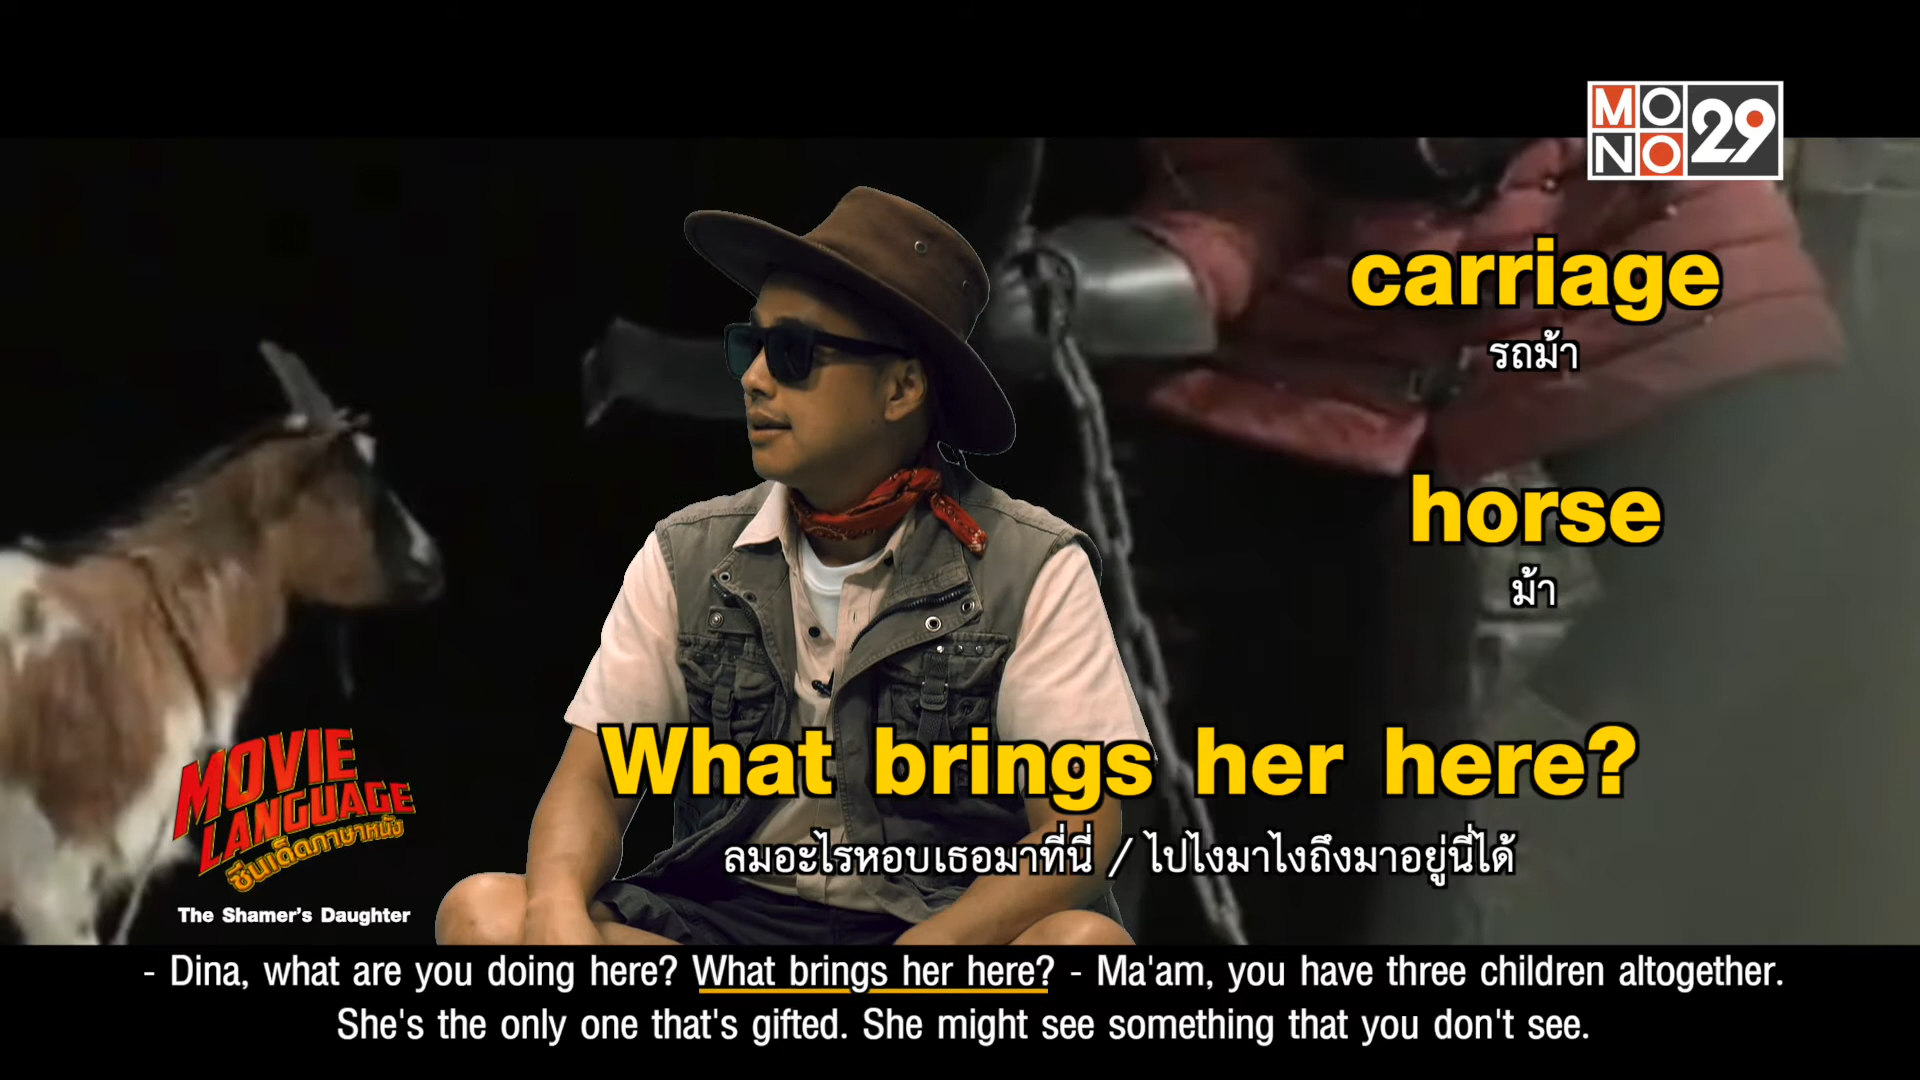 MONO 29
carriage
รถม้า
horse
ม้า
What brings her here?
ลมอะไรหอบเธอมาที่นี่ / ไปไงมาไงถึงมาอยู่นี่ได้
MOVIE
LANGUAGE
ซีนเด็ดภาษาหนัง
The Shamer's Daughter
- Dina, what are you doing here? What brings her here? - Ma'am, you have three children altogether.
She's the only one that's gifted. She might see something that you don't see.